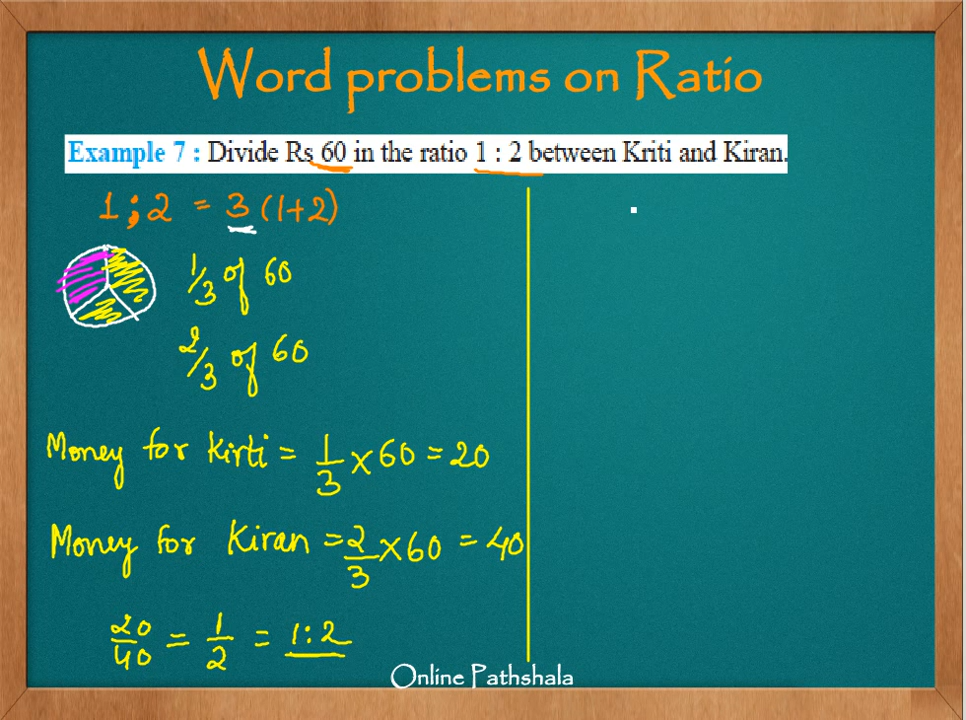 Word problems on Ratio
Example 7 : Divide Rs 60 in the ratio 1 : 2 between Kriti and Kiran.
1 : 2 = 3 (1+2)
1/3 of 60
2/3 of 60
Money for Kirti = 1/3 × 60 = 20
Money for Kiran = 2/3 × 60 = 40
20/40 = 1/2 = 1:2
Online Pathshala